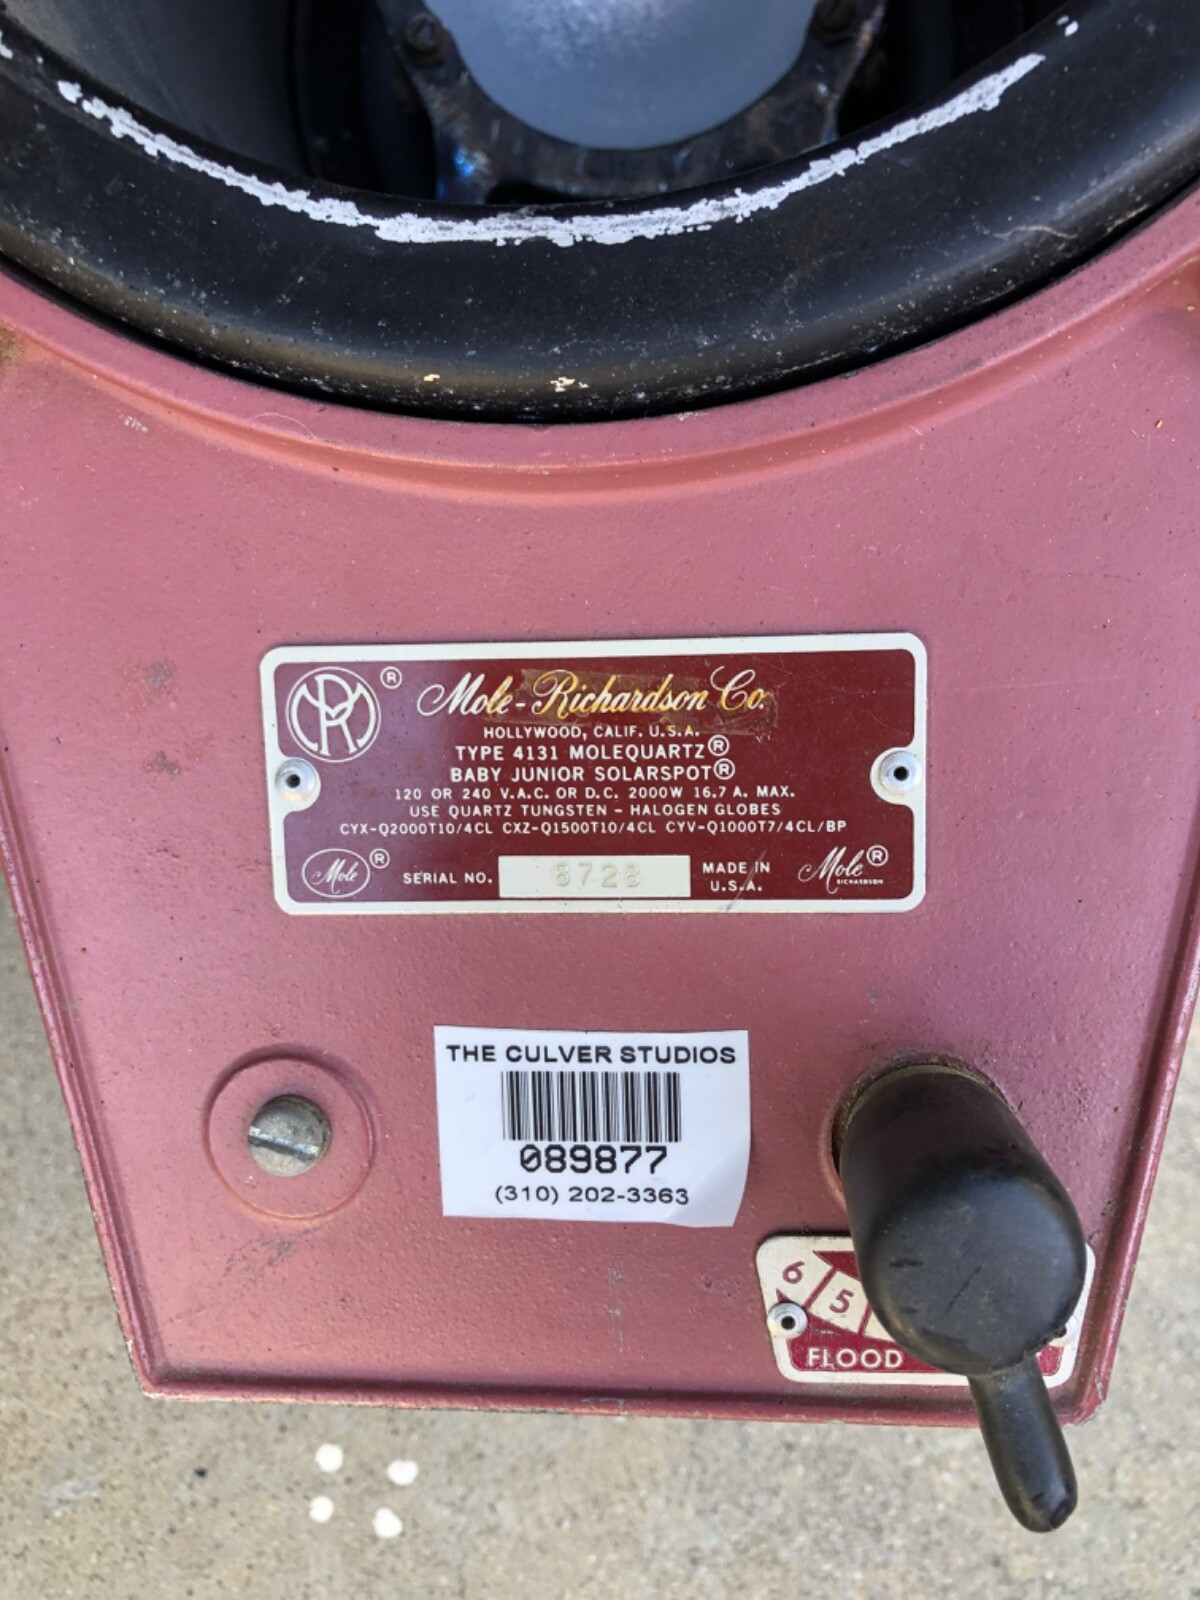 MR ®
Mole-Richardson Co.
HOLLYWOOD, CALIF. U.S.A.
TYPE 4131 MOLEQUARTZ®
BABY JUNIOR SOLARSPOT®
120 OR 240 V.A.C. OR D.C. 2000W 16.7 A. MAX.
USE QUARTZ TUNGSTEN - HALOGEN GLOBES
CYX-Q2000T10/4CL CXZ-Q1500T10/4CL CYV-Q1000T7/4CL/BP
Mole ® SERIAL NO. 8728 MADE IN U.S.A. Mole® RICHARDSON
THE CULVER STUDIOS
089877
(310) 202-3363
6 5
FLOOD